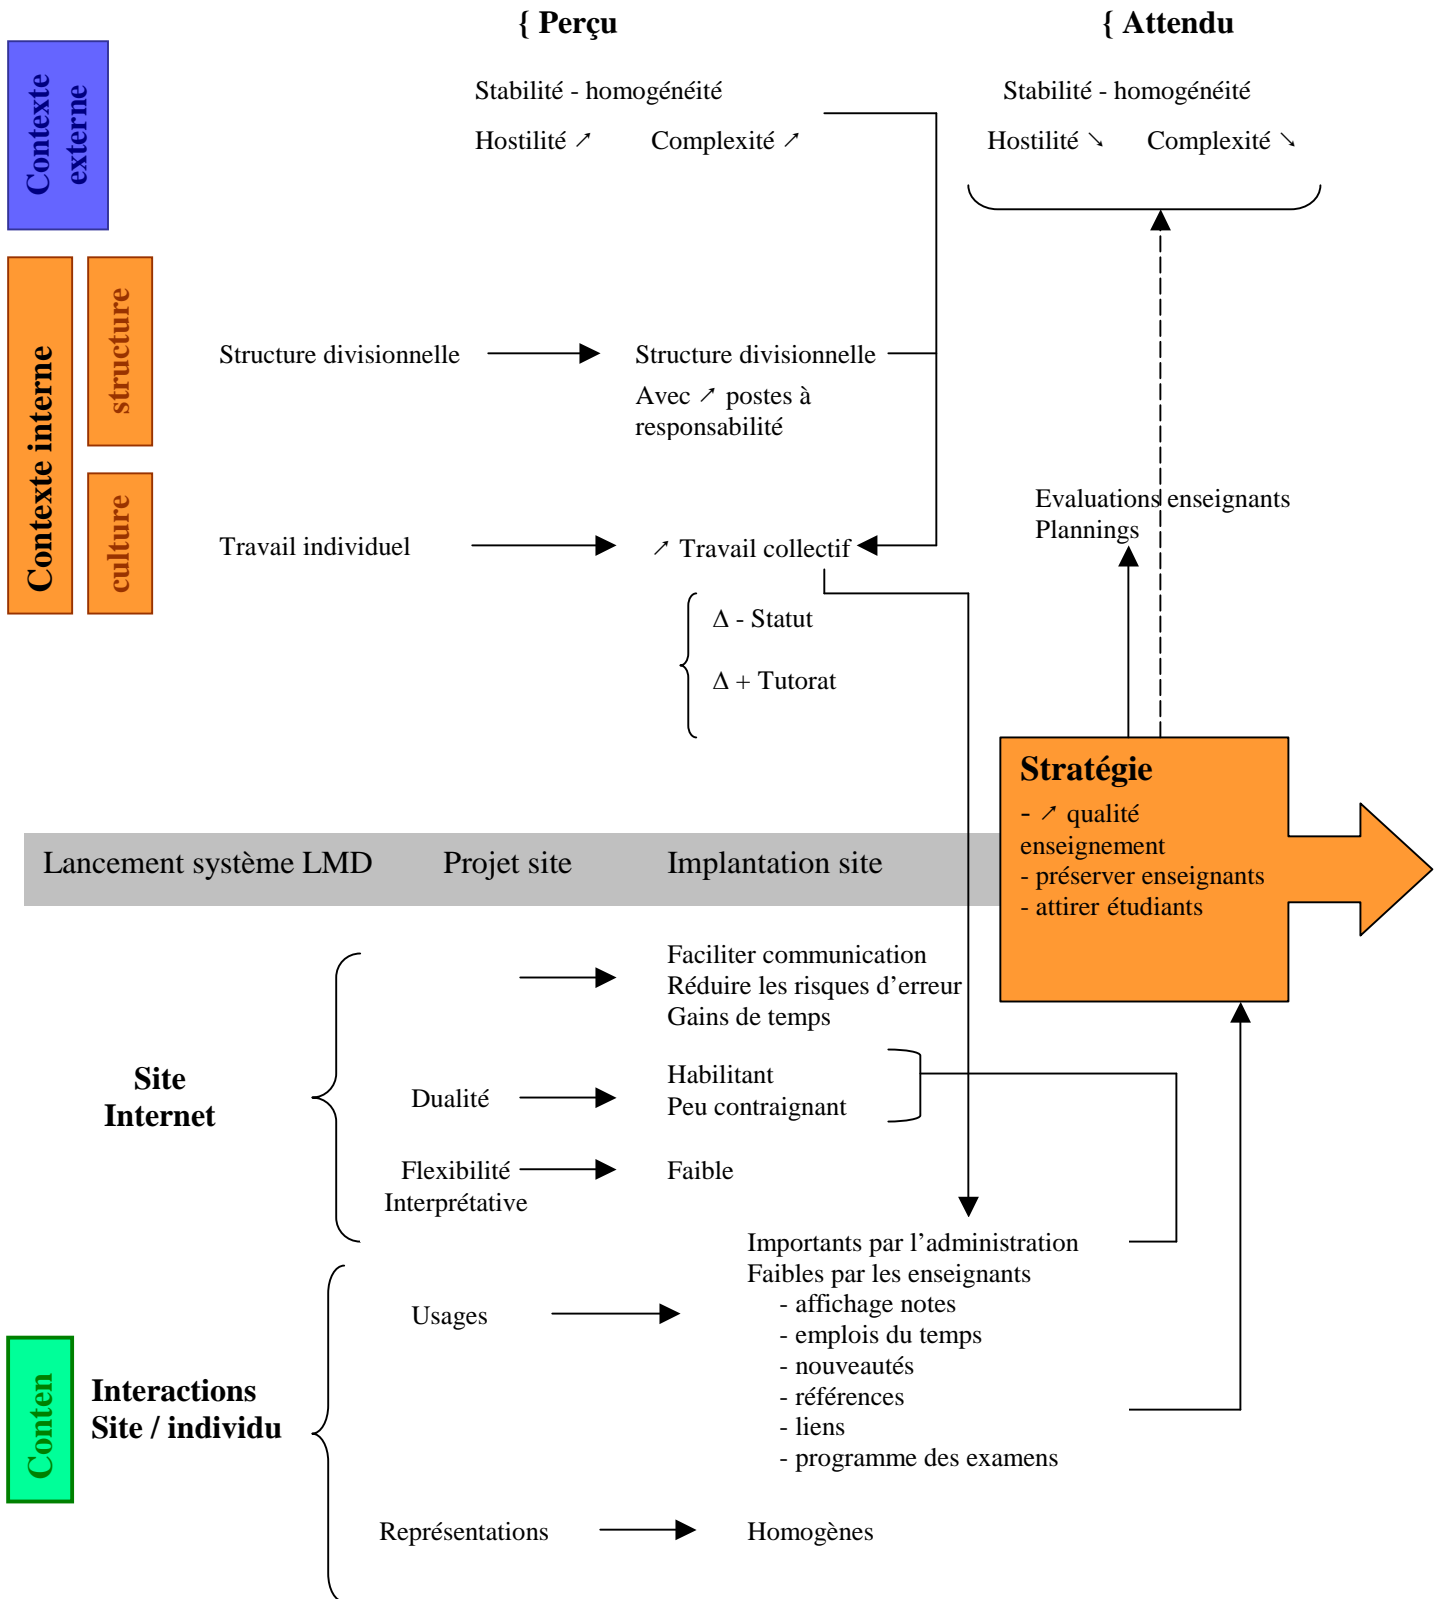 { Perçu
{ Attendu
Contexte
externe
Stabilité - homogénéité
Stabilité - homogénéité
Hostilité ↗ Complexité ↗
Hostilité ↘ Complexité ↘
Contexte interne
structure
Structure divisionnelle
Structure divisionnelle
Avec ↗ postes à
responsabilité
culture
Evaluations enseignants
Plannings
Travail individuel
↗ Travail collectif
Δ - Statut
Δ + Tutorat
Stratégie
- ↗ qualité
enseignement
- préserver enseignants
- attirer étudiants
Lancement système LMD
Projet site
Implantation site
Faciliter communication
Réduire les risques d’erreur
Gains de temps
Site
Internet
Dualité
Habilitant
Peu contraignant
Flexibilité
Interprétative
Faible
Importants par l’administration
Faibles par les enseignants
- affichage notes
- emplois du temps
- nouveautés
- références
- liens
- programme des examens
Usages
Conten
Interactions
Site / individu
Représentations
Homogènes